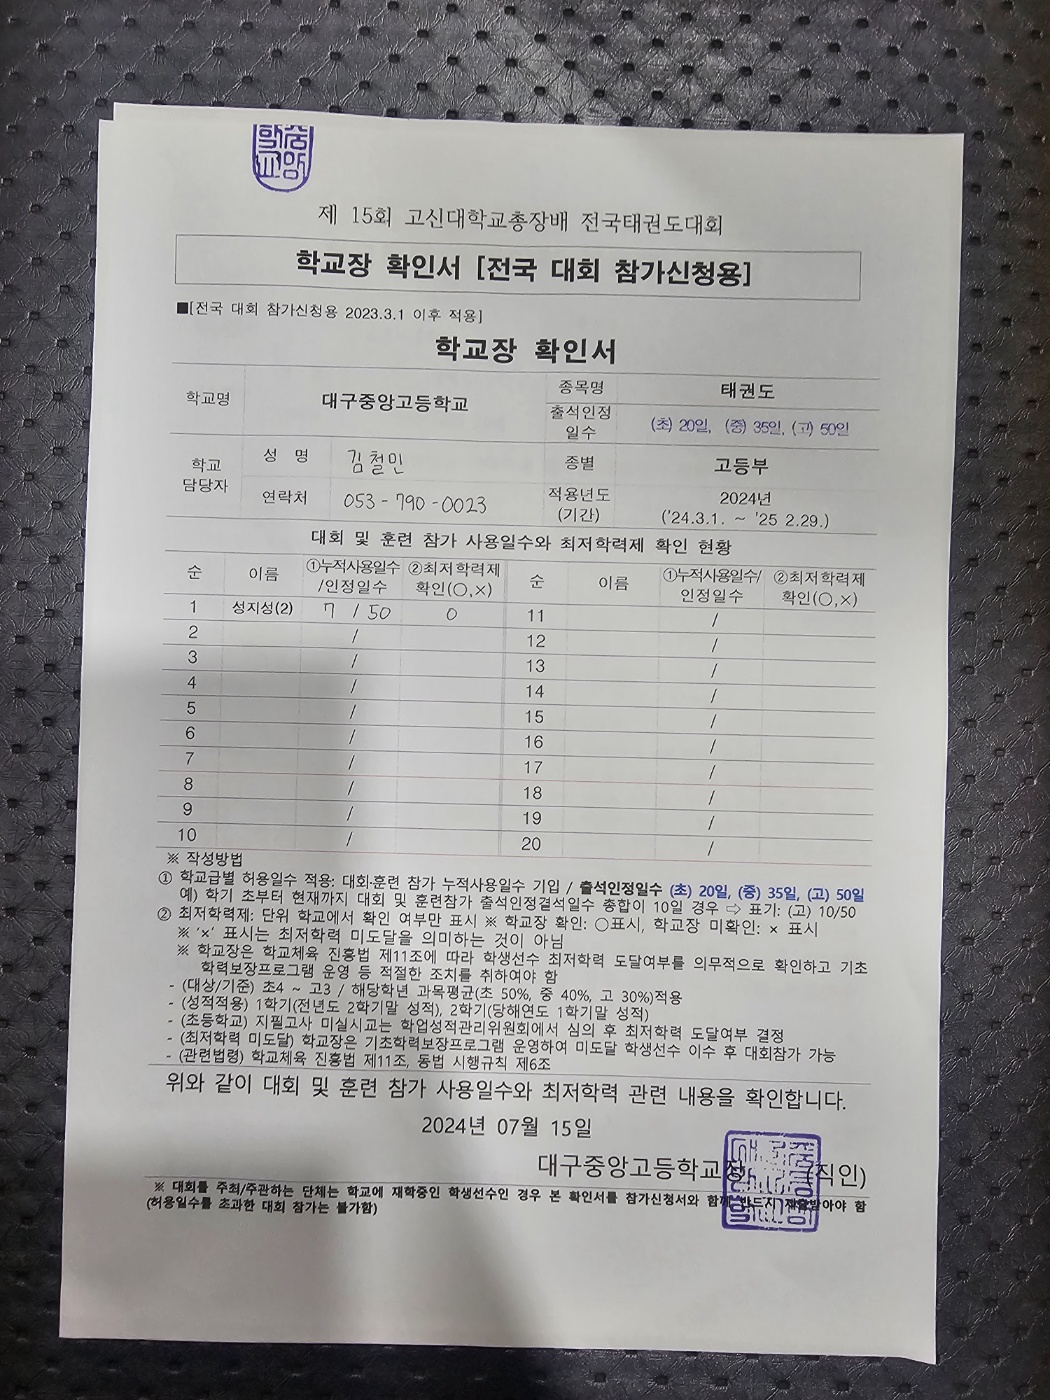 제 15회 고신대학교총장배 전국태권도대회
학교장 확인서 [전국 대회 참가신청용]
■[전국 대회 참가신청용 2023.3.1 이후 적용]
학교장 확인서
학교명 대구중앙고등학교 종목명 태권도
출석인정 일수 (초) 20일, (중) 35일, (고) 50일
학교 담당자 성 명 김철민 종별 고등부
연락처 053-790-0023 적용년도 (기간) 2024년 ('24.3.1. ~ '25 2.29.)
대회 및 훈련 참가 사용일수와 최저학력제 확인 현황
순 이름 ①누적사용일수/인정일수 ②최저학력제 확인(○,×) 순 이름 ①누적사용일수/인정일수 ②최저학력제 확인(○,×)
1 성지성(2) 7 / 50 0 11 /
2 / 12 /
3 / 13 /
4 / 14 /
5 / 15 /
6 / 16 /
7 / 17 /
8 / 18 /
9 / 19 /
10 / 20 /
※ 작성방법
① 학교급별 허용일수 적용: 대회·훈련 참가 누적사용일수 기입 / 출석인정일수 (초) 20일, (중) 35일, (고) 50일
예) 학기 초부터 현재까지 대회 및 훈련참가 출석인정결석일수 총합이 10일 경우 ⇨ 표기: (고) 10/50
② 최저학력제: 단위 학교에서 확인 여부만 표시 ※ 학교장 확인: ○표시, 학교장 미확인: × 표시
※ '×' 표시는 최저학력 미도달을 의미하는 것이 아님
※ 학교장은 학교체육 진흥법 제11조에 따라 학생선수 최저학력 도달여부를 의무적으로 확인하고 기초
학력보장프로그램 운영 등 적절한 조치를 취하여야 함
- (대상/기준) 초4 ~ 고3 / 해당학년 과목평균(초 50%, 중 40%, 고 30%)적용
- (성적적용) 1학기(전년도 2학기말 성적), 2학기(당해연도 1학기말 성적)
- (초등학교) 지필고사 미실시교는 학업성적관리위원회에서 심의 후 최저학력 도달여부 결정
- (최저학력 미도달) 학교장은 기초학력보장프로그램 운영하여 미도달 학생선수 이수 후 대회참가 가능
- (관련법령) 학교체육 진흥법 제11조, 동법 시행규칙 제6조
위와 같이 대회 및 훈련 참가 사용일수와 최저학력 관련 내용을 확인합니다.
2024년 07월 15일
대구중앙고등학교장 (직인)
※ 대회를 주최/주관하는 단체는 학교에 재학중인 학생선수인 경우 본 확인서를 참가신청서와 함께 반드시 제출받아야 함
(허용일수를 초과한 대회 참가는 불가함)